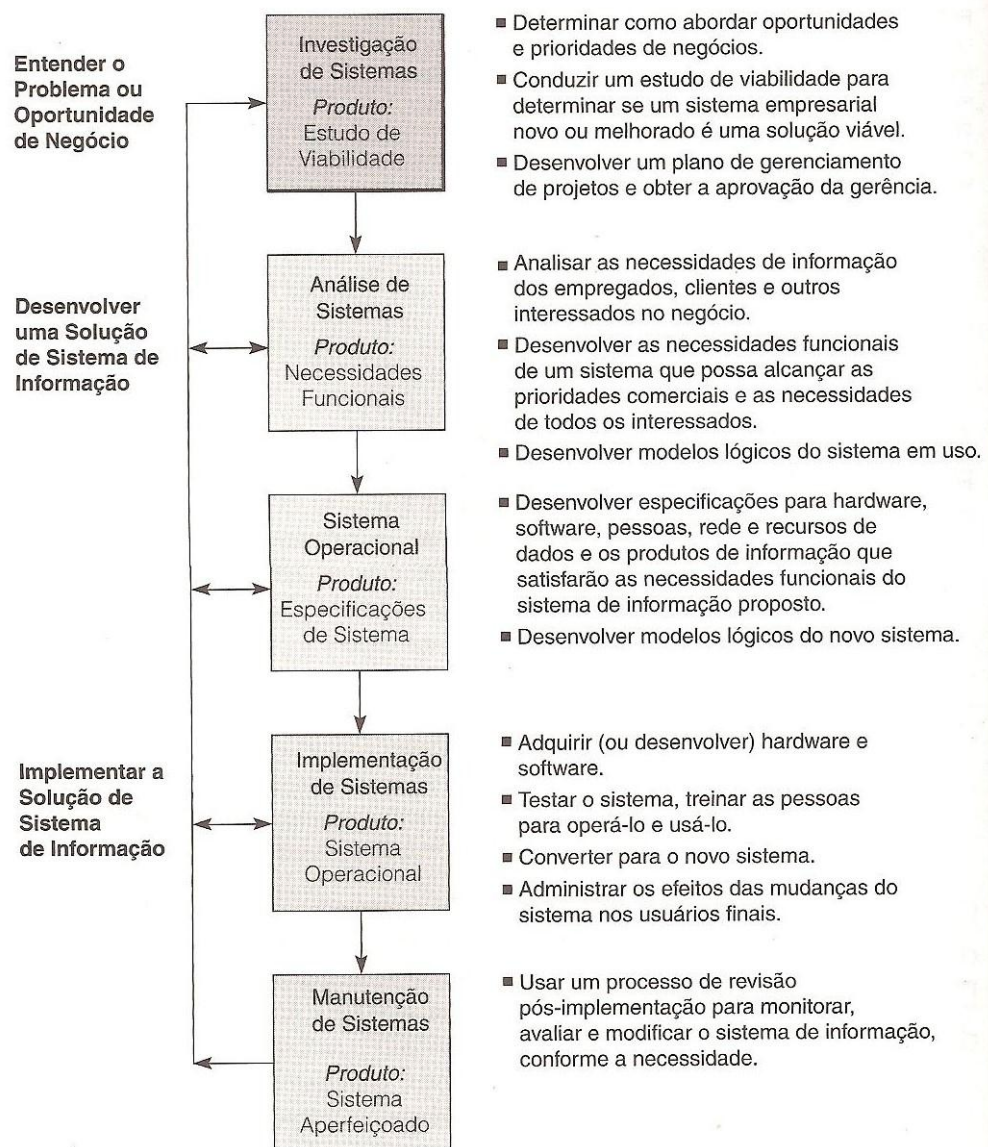 Entender o
Problema ou
Oportunidade
de Negócio
Investigação
de Sistemas
Produto:
Estudo de
Viabilidade
■ Determinar como abordar oportunidades
e prioridades de negócios.
■ Conduzir um estudo de viabilidade para
determinar se um sistema empresarial
novo ou melhorado é uma solução viável.
■ Desenvolver um plano de gerenciamento
de projetos e obter a aprovação da gerência.
Desenvolver
uma Solução
de Sistema de
Informação
Análise de
Sistemas
Produto:
Necessidades
Funcionais
■ Analisar as necessidades de informação
dos empregados, clientes e outros
interessados no negócio.
■ Desenvolver as necessidades funcionais
de um sistema que possa alcançar as
prioridades comerciais e as necessidades
de todos os interessados.
■ Desenvolver modelos lógicos do sistema em uso.
Sistema
Operacional
Produto:
Especificações
de Sistema
■ Desenvolver especificações para hardware,
software, pessoas, rede e recursos de
dados e os produtos de informação que
satisfarão as necessidades funcionais do
sistema de informação proposto.
■ Desenvolver modelos lógicos do novo sistema.
Implementar a
Solução de
Sistema
de Informação
Implementação
de Sistemas
Produto:
Sistema
Operacional
■ Adquirir (ou desenvolver) hardware e
software.
■ Testar o sistema, treinar as pessoas
para operá-lo e usá-lo.
■ Converter para o novo sistema.
■ Administrar os efeitos das mudanças do
sistema nos usuários finais.
Manutenção
de Sistemas
Produto:
Sistema
Aperfeiçoado
■ Usar um processo de revisão
pós-implementação para monitorar,
avaliar e modificar o sistema de informação,
conforme a necessidade.